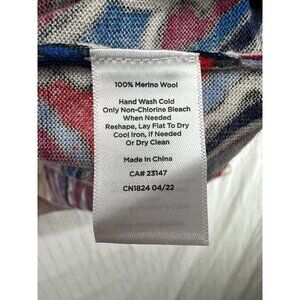 100% Merino Wool
Hand Wash Cold
Only Non-Chlorine Bleach
When Needed
Reshape, Lay Flat To Dry
Cool Iron, If Needed
Or Dry Clean
Made In China
CA# 23147
CN1824 04/22